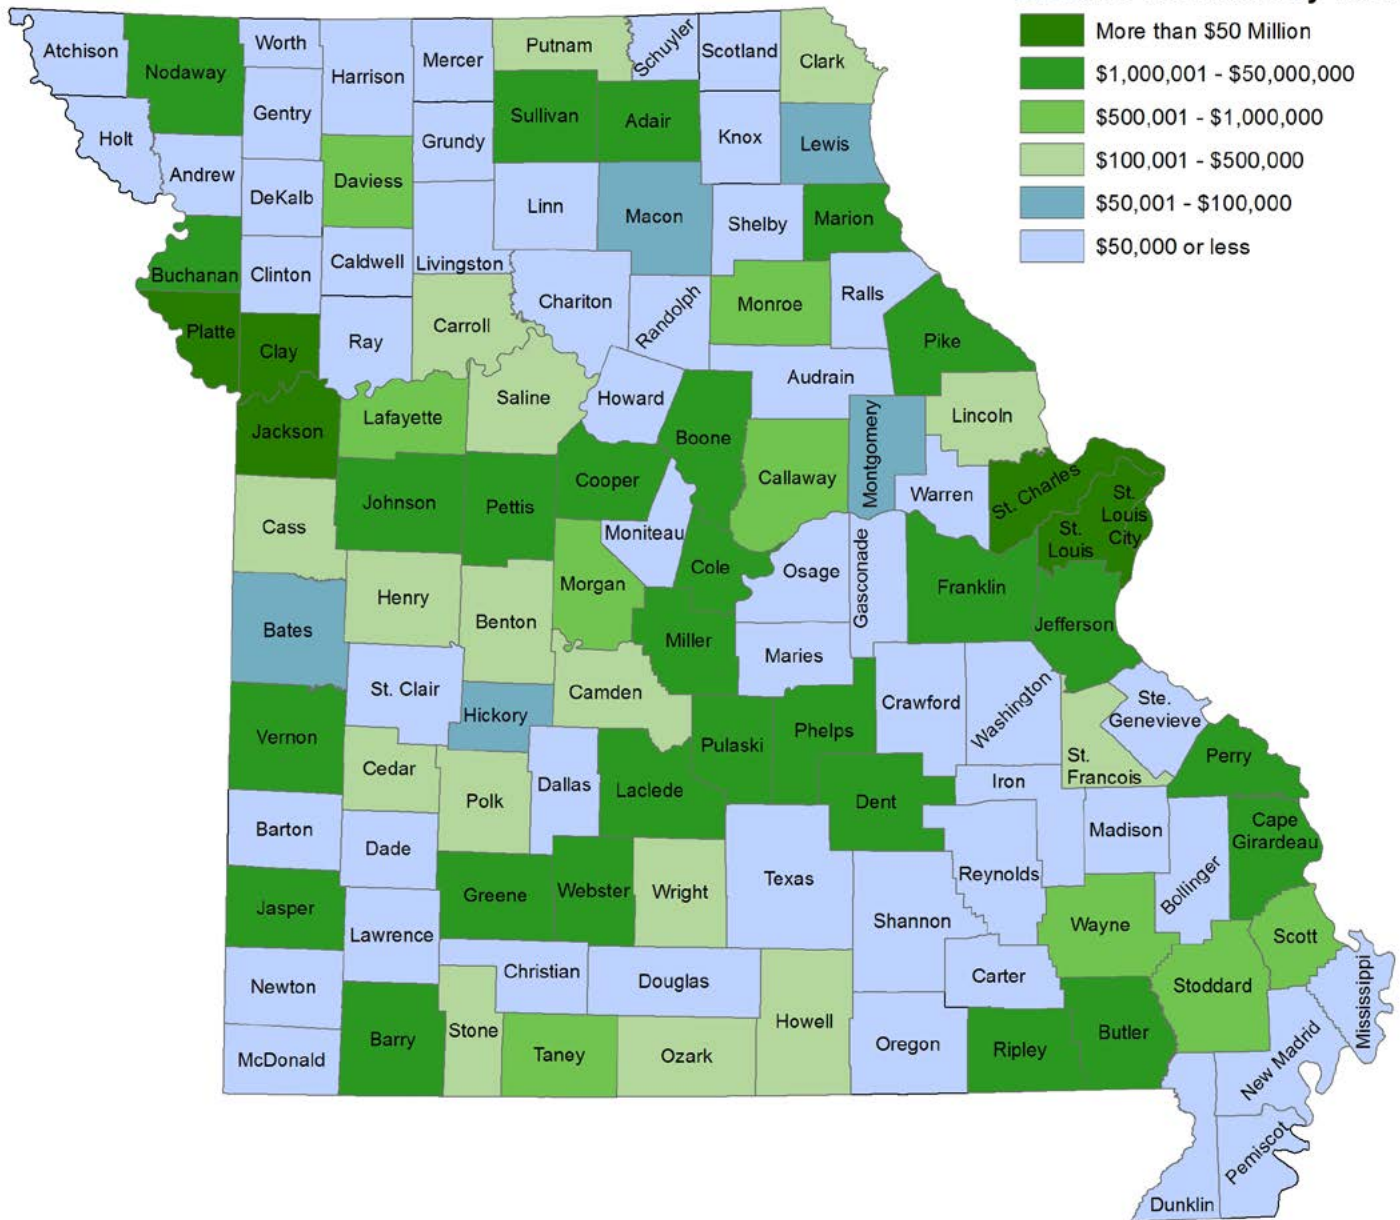 More than $50 Million
$1,000,001 - $50,000,000
$500,001 - $1,000,000
$100,001 - $500,000
$50,001 - $100,000
$50,000 or less
Atchison
Nodaway
Worth
Harrison
Mercer
Putnam
Schuyler
Scotland
Clark
Holt
Gentry
Grundy
Sullivan
Adair
Knox
Lewis
Andrew
DeKalb
Daviess
Linn
Macon
Shelby
Marion
Buchanan
Clinton
Caldwell
Livingston
Chariton
Randolph
Monroe
Ralls
Platte
Clay
Ray
Carroll
Pike
Jackson
Lafayette
Saline
Howard
Boone
Audrain
Montgomery
Lincoln
Cass
Johnson
Pettis
Cooper
Moniteau
Callaway
Warren
St. Charles
St.
Louis
City
St.
Louis
Bates
Henry
Benton
Morgan
Cole
Miller
Osage
Gasconade
Franklin
Jefferson
Maries
St. Clair
Hickory
Camden
Crawford
Washington
Ste.
Genevieve
Vernon
Cedar
Polk
Dallas
Laclede
Pulaski
Phelps
Dent
Iron
St.
Francois
Perry
Barton
Dade
Madison
Bollinger
Cape
Girardeau
Jasper
Lawrence
Greene
Webster
Wright
Texas
Shannon
Reynolds
Wayne
Scott
Newton
Christian
Douglas
Carter
Stoddard
Mississippi
McDonald
Barry
Stone
Taney
Ozark
Howell
Oregon
Ripley
Butler
New Madrid
Pemiscot
Dunklin